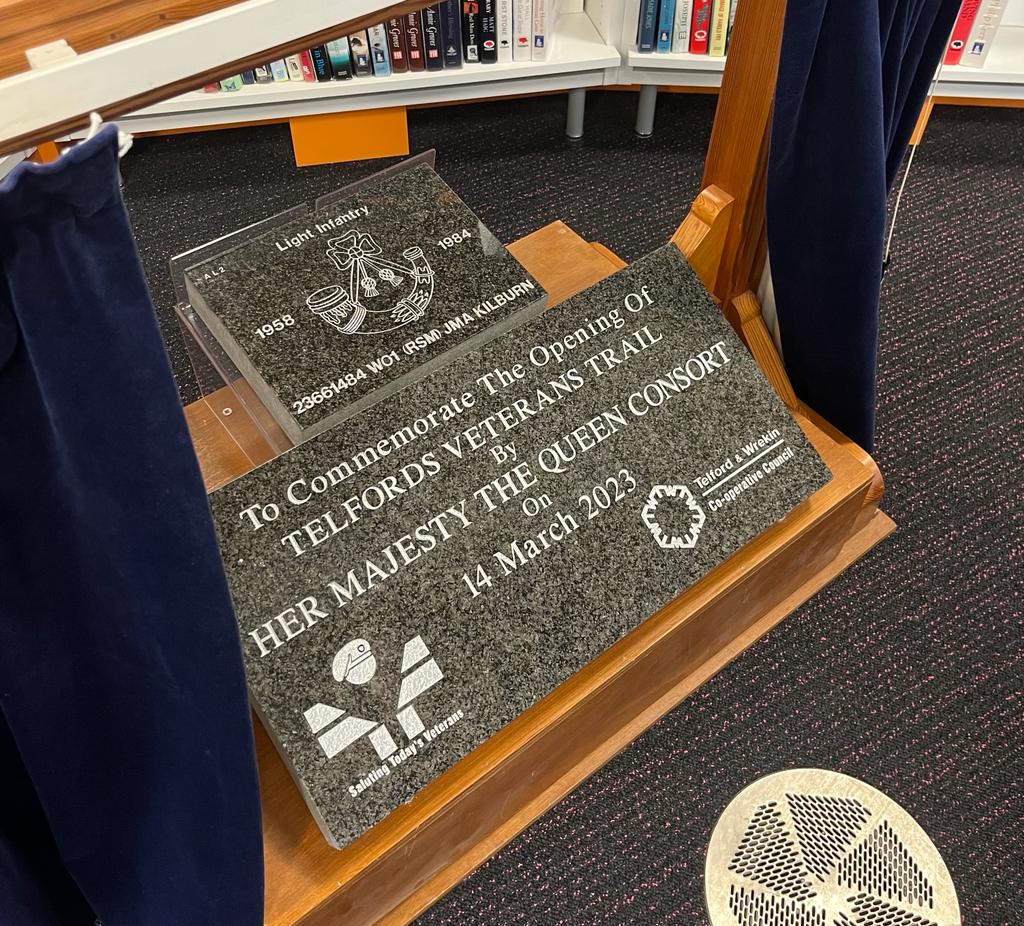 AL2
Light Infantry
1958
1984
23661484 WO1 (RSM) JMA KILBURN
To Commemorate The Opening Of
TELFORDS VETERANS TRAIL
By
HER MAJESTY THE QUEEN CONSORT
On
14 March 2023
Telford & Wrekin
Co-operative Council
Saluting Today's Veterans